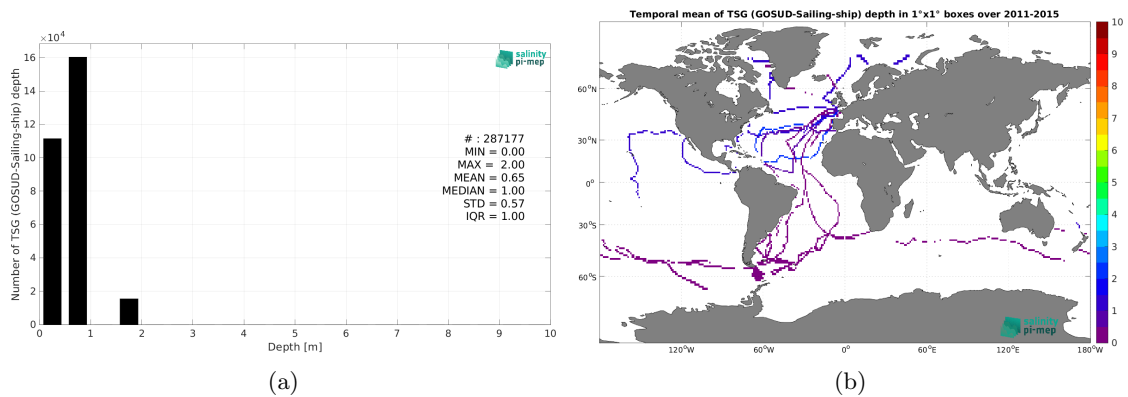 ×10⁴
16
14
12
10
8
6
4
2
0
Number of TSG (GOSUD-Sailing-ship) depth
salinity
pi-mep
# : 287177
MIN = 0.00
MAX = 2.00
MEAN = 0.65
MEDIAN = 1.00
STD = 0.57
IQR = 1.00
0 1 2 3 4 5 6 7 8 9 10
Depth [m]
(a)
Temporal mean of TSG (GOSUD-Sailing-ship) depth in 1°x1° boxes over 2011-2015
60°N
30°N
0°
30°S
60°S
120°W 60°W 0° 60°E 120°E 180°W
salinity
pi-mep
10
9
8
7
6
5
4
3
2
1
0
(b)